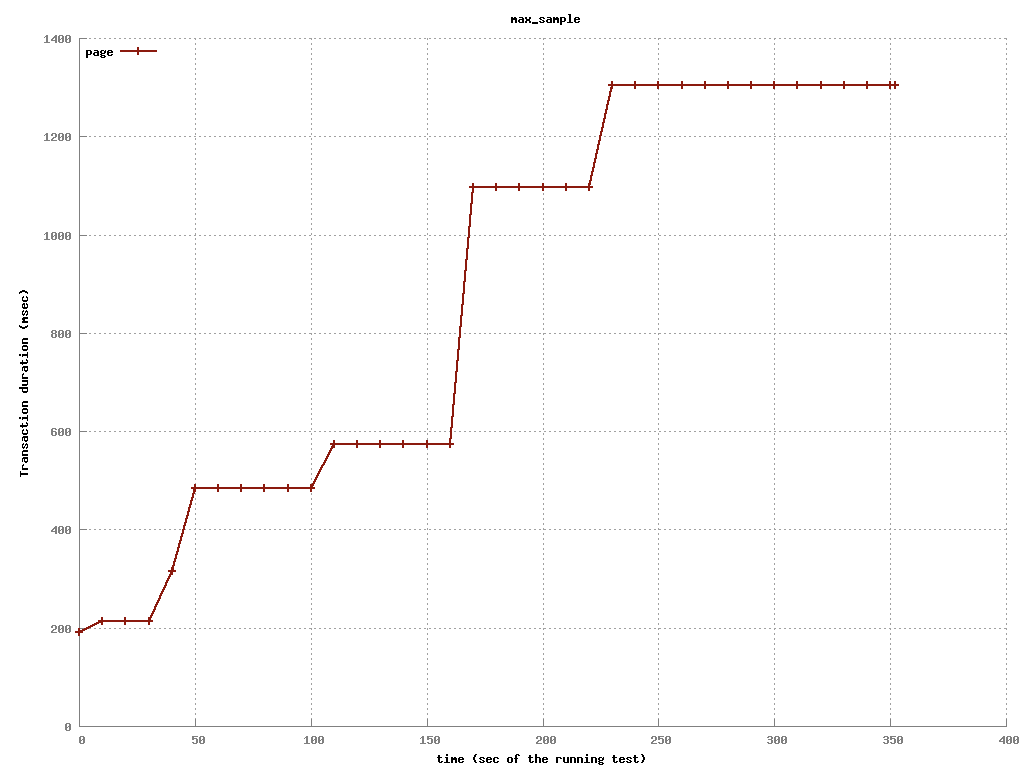 max_sample
page
1400
1200
1000
800
600
400
200
0
Transaction duration (msec)
0 50 100 150 200 250 300 350 400
time (sec of the running test)